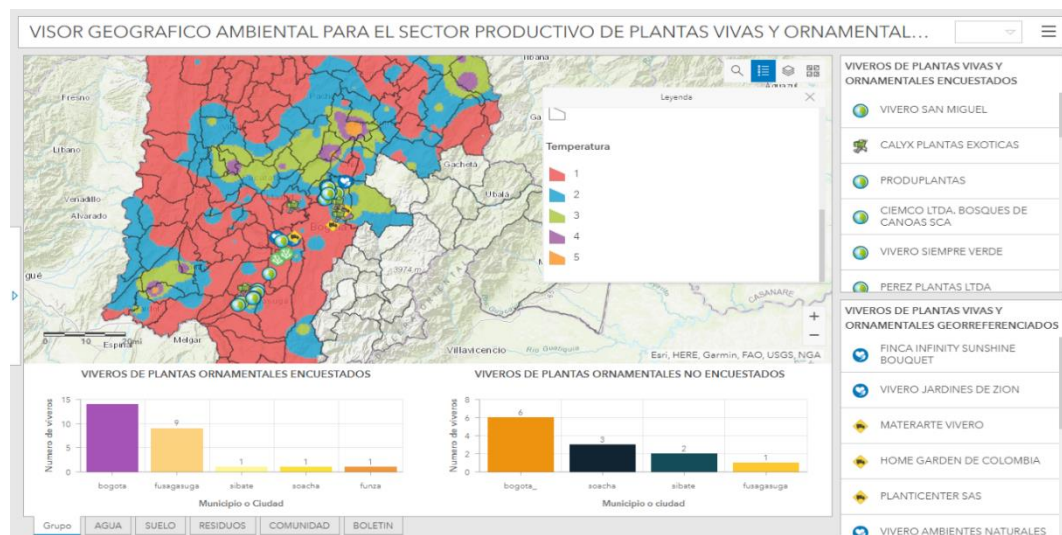 VISOR GEOGRAFICO AMBIENTAL PARA EL SECTOR PRODUCTIVO DE PLANTAS VIVAS Y ORNAMENTAL...
Fresno
Libano
Venadillo
Alvarado
Gachetá
Ubalá
3974 m
CASANARE
Melgar
Villavicencio
Rio Guatiquia
0 10 20mi
Esri, HERE, Garmin, FAO, USGS, NGA
Leyenda
Temperatura
1
2
3
4
5
+
−
VIVEROS DE PLANTAS VIVAS Y
ORNAMENTALES ENCUESTADOS
VIVERO SAN MIGUEL
CALYX PLANTAS EXOTICAS
PRODUPLANTAS
CIEMCO LTDA. BOSQUES DE
CANOAS SCA
VIVERO SIEMPRE VERDE
PEREZ PLANTAS LTDA
VIVEROS DE PLANTAS VIVAS Y
ORNAMENTALES GEORREFERENCIADOS
FINCA INFINITY SUNSHINE
BOUQUET
VIVERO JARDINES DE ZION
MATERARTE VIVERO
HOME GARDEN DE COLOMBIA
PLANTICENTER SAS
VIVERO AMBIENTES NATURALES
VIVEROS DE PLANTAS ORNAMENTALES ENCUESTADOS
Numero de viveros
15
10
5
0
9
1
1
1
bogota
fusagasuga
sibate
soacha
funza
Municipio o Ciudad
VIVEROS DE PLANTAS ORNAMENTALES NO ENCUESTADOS
Numero de viveros
8
6
4
2
0
6
3
2
1
bogota_
soacha
sibate
fusagasuga
Municipio o ciudad
Grupo
AGUA
SUELO
RESIDUOS
COMUNIDAD
BOLETIN